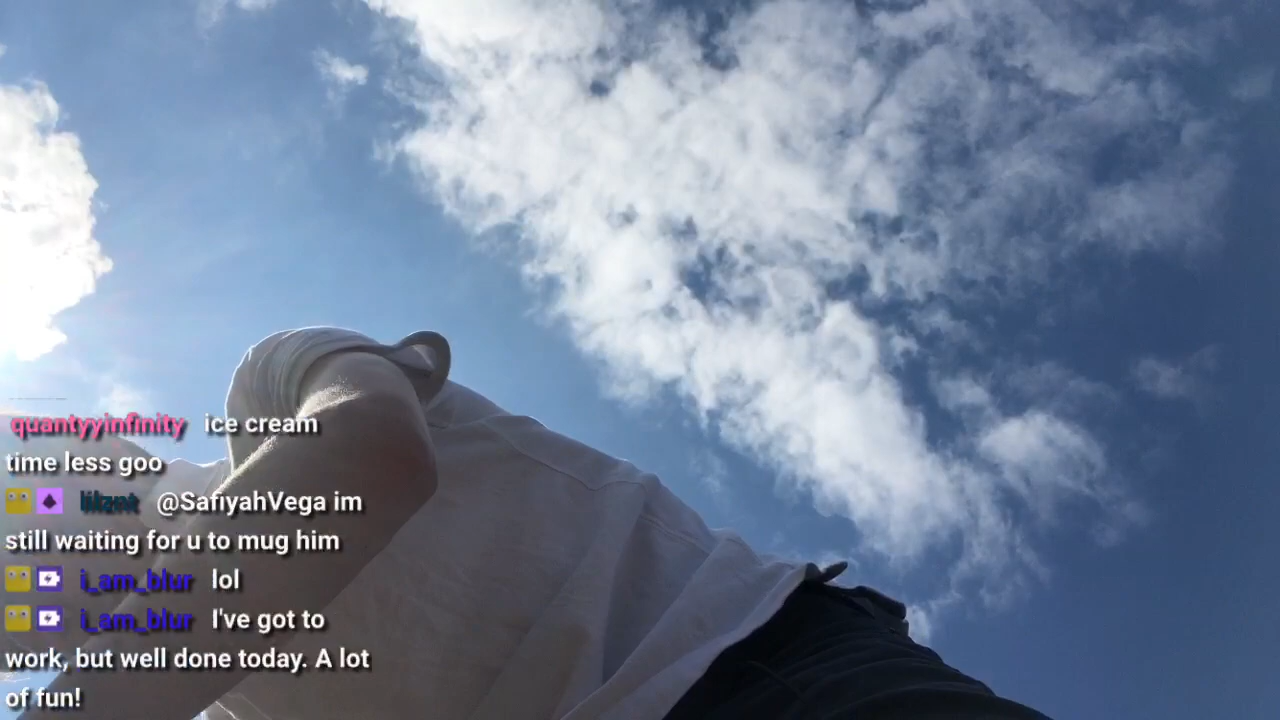 quantyyinfinity ice cream
time less goo
@SafiyahVega im
still waiting for u to mug him
i_am_blur lol
i_am_blur I've got to
work, but well done today. A lot
of fun!